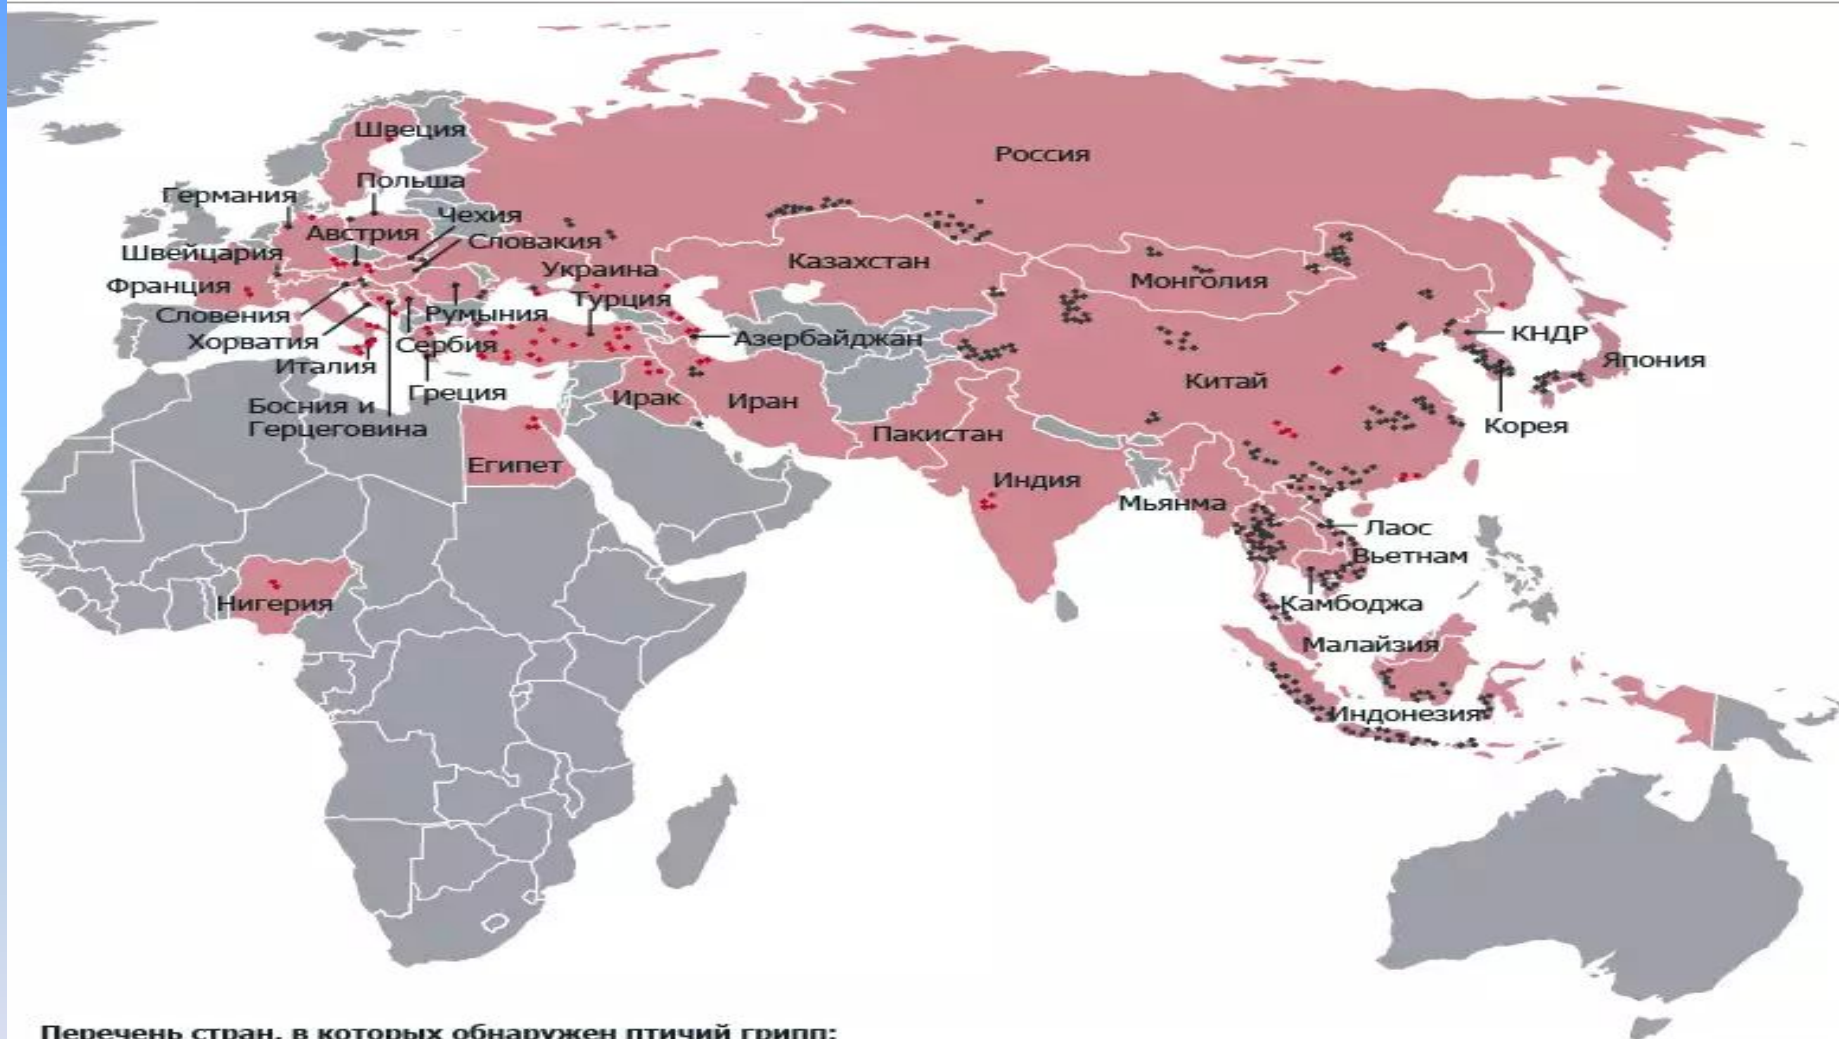 Швеция
Россия
Польша
Германия
Чехия
Австрия
Словакия
Швейцария
Украина
Казахстан
Монголия
Франция
Турция
Словения
Румыния
Хорватия
Сербия
Азербайджан
КНДР
Япония
Италия
Греция
Ирак
Иран
Китай
Босния и
Герцеговина
Корея
Пакистан
Египет
Индия
Мьянма
Лаос
Вьетнам
Нигерия
Камбоджа
Малайзия
Индонезия
Перечень стран, в которых обнаружен птичий грипп: